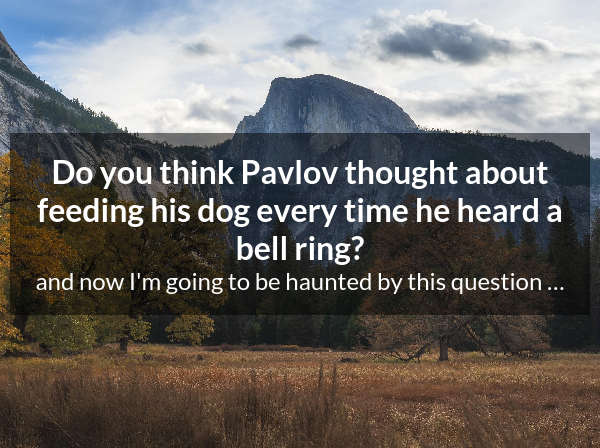 Do you think Pavlov thought about
feeding his dog every time he heard a
bell ring?
and now I'm going to be haunted by this question ...